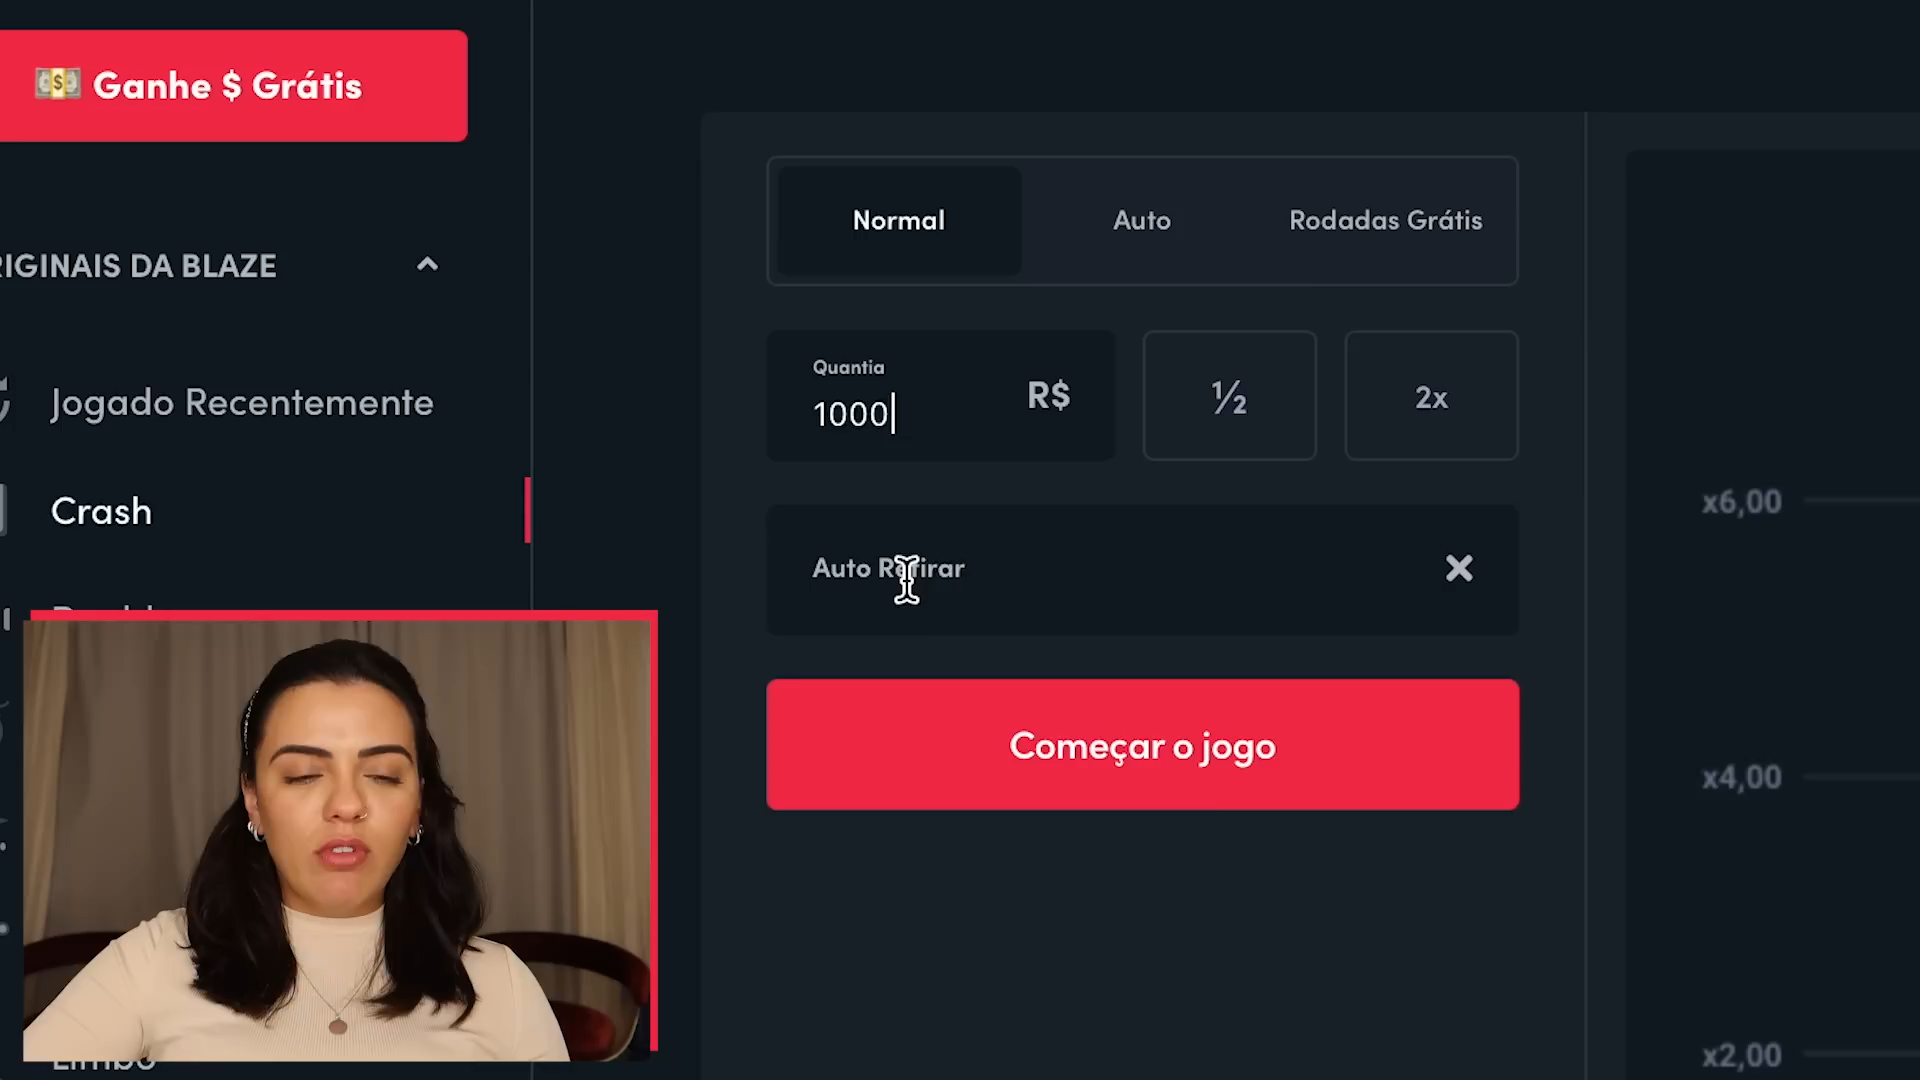 Ganhe $ Grátis
RIGINAIS DA BLAZE
Jogado Recentemente
Crash
Normal
Auto
Rodadas Grátis
Quantia
1000
R$
½
2x
Auto Retirar
Começar o jogo
x6,00
x4,00
x2,00